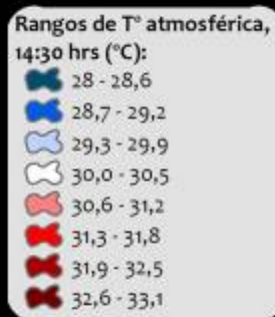 Rangos de T° atmosférica,
14:30 hrs (°C):
28 - 28,6
28,7 - 29,2
29,3 - 29,9
30,0 - 30,5
30,6 - 31,2
31,3 - 31,8
31,9 - 32,5
32,6 - 33,1